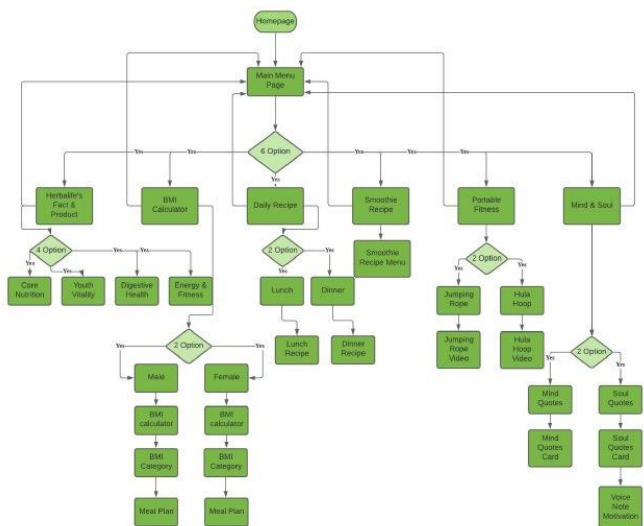 Homepage
Main Menu
Page
6 Option
Yes
Yes
Yes
Yes
Yes
Yes
Herbalife's
Fact &
Product
BMI
Calculator
Daily Recipe
Smoothie
Recipe
Portable
Fitness
Mind & Soul
4 Option
Yes
Yes
Yes
Yes
2 Option
Yes
Yes
Smoothie
Recipe Menu
2 Option
Yes
Yes
Core
Nutrition
Youth
Vitality
Digestive
Health
Energy &
Fitness
Lunch
Dinner
Jumping
Rope
Hula
Hoop
2 Option
Yes
Yes
Lunch
Recipe
Dinner
Recipe
Jumping
Rope
Video
Hula
Hoop
Video
2 Option
Yes
Yes
Male
Female
Mind
Quotes
Soul
Quotes
BMI
calculator
BMI
calculator
Mind
Quotes
Card
Soul
Quotes
Card
BMI
Category
BMI
Category
Meal Plan
Meal Plan
Voice
Note
Motivation